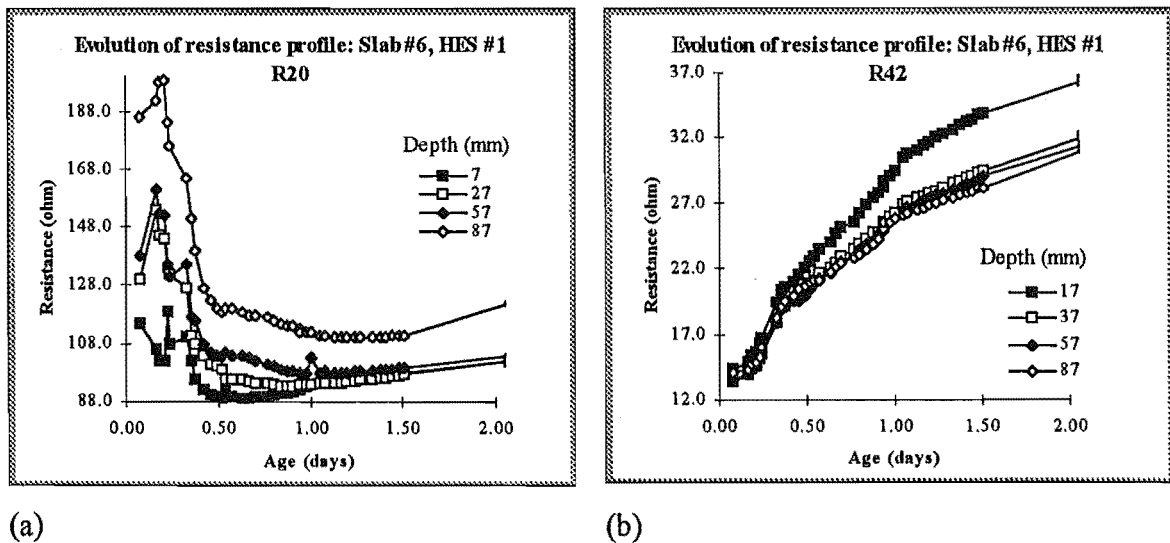 Evolution of resistance profile: Slab #6, HES #1
R20
188.0
168.0
148.0
128.0
108.0
88.0
Resistance (ohm)
Depth (mm)
7
27
57
87
0.00 0.50 1.00 1.50 2.00
Age (days)
(a)
Evolution of resistance profile: Slab #6, HES #1
R42
37.0
32.0
27.0
22.0
17.0
12.0
Resistance (ohm)
Depth (mm)
17
37
57
87
0.00 0.50 1.00 1.50 2.00
Age (days)
(b)